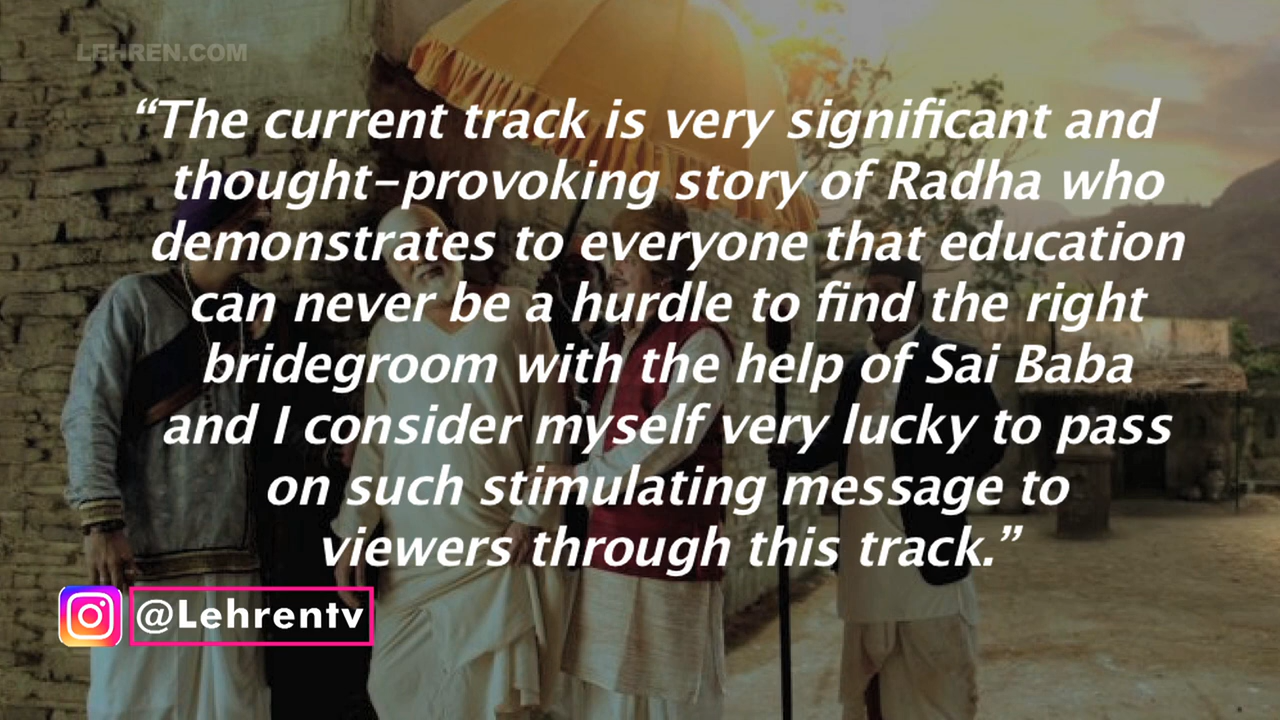 LEHREN.COM
“The current track is very significant and
thought-provoking story of Radha who
demonstrates to everyone that education
can never be a hurdle to find the right
bridegroom with the help of Sai Baba
and I consider myself very lucky to pass
on such stimulating message to
viewers through this track.”
@Lehrentv